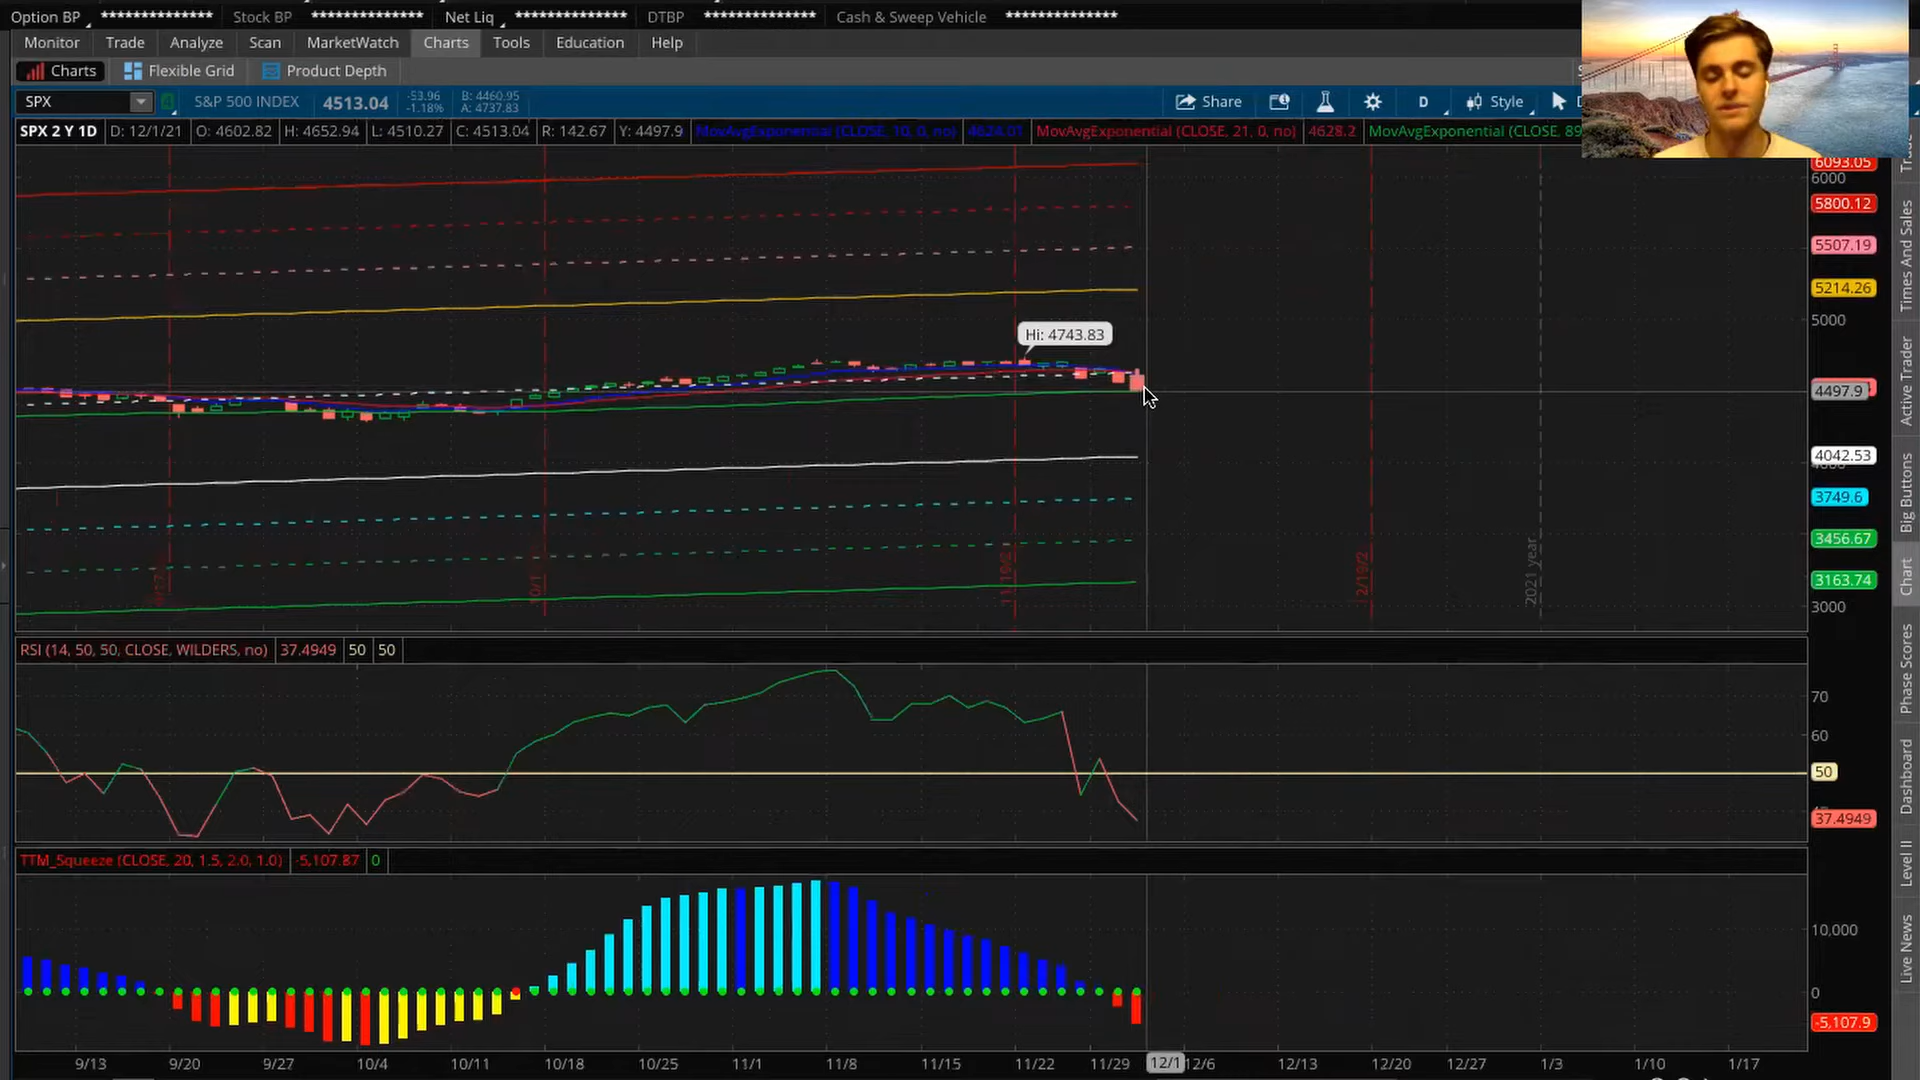 Option BP ************** Stock BP ************** Net Liq ************** DTBP ************** Cash & Sweep Vehicle **************
Monitor Trade Analyze Scan MarketWatch Charts Tools Education Help
Charts Flexible Grid Product Depth
SPX S&P 500 INDEX 4513.04 -53.96 -1.18% B: 4460.95 A: 4737.83 Share D Style
SPX 2 Y 1D D: 12/1/21 O: 4602.82 H: 4652.94 L: 4510.27 C: 4513.04 R: 142.67 Y: 4497.9 MovAvgExponential (CLOSE, 10, 0, no) 4624.01 MovAvgExponential (CLOSE, 21, 0, no) 4628.2 MovAvgExponential (CLOSE, 89
6093.05
6000
5800.12
5507.19
5214.26
5000
Hi: 4743.83
4497.9
4042.53
3749.6
3456.67
3163.74
3000
2021 year
RSI (14, 50, 50, CLOSE, WILDERS, no) 37.4949 50 50
70
60
50
37.4949
TTM_Squeeze (CLOSE, 20, 1.5, 2.0, 1.0) -5,107.87 0
10,000
0
-5,107.9
9/13 9/20 9/27 10/4 10/11 10/18 10/25 11/1 11/8 11/15 11/22 11/29 12/1 12/6 12/13 12/20 12/27 1/3 1/10 1/17
Times And Sales
Active Trader
Big Buttons
Chart
Phase Scores
Dashboard
Level II
Live News